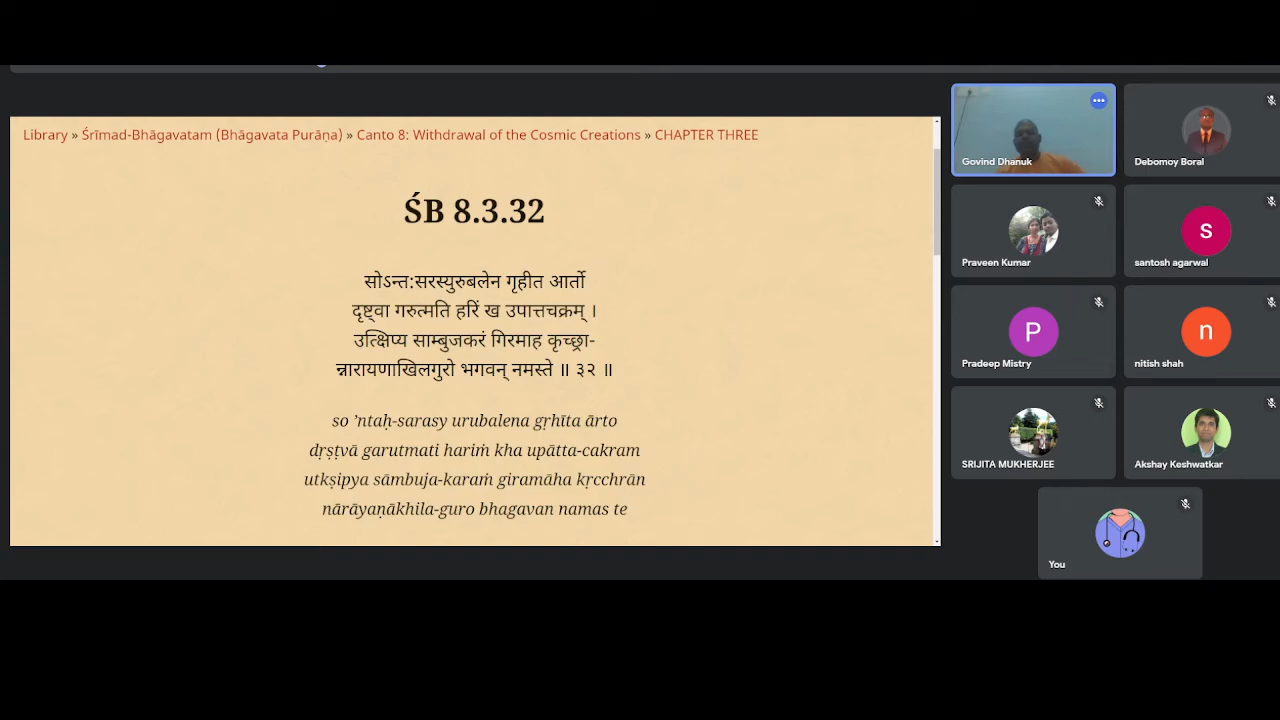 Library » Śrīmad-Bhāgavatam (Bhāgavata Purāṇa) » Canto 8: Withdrawal of the Cosmic Creations » CHAPTER THREE
ŚB 8.3.32
सोऽन्त:सरस्युरुबलेन गृहीत आर्तो
द‍ृष्ट्वा गरुत्मति हरिं ख उपात्तचक्रम् ।
उत्क्षिप्य साम्बुजकरं गिरमाह कृच्छ्रा-
न्नारायणाखिलगुरो भगवन् नमस्ते ॥ ३२ ॥
so ’ntaḥ-sarasy urubalena gṛhīta ārto
dṛṣṭvā garutmati hariṁ kha upātta-cakram
utkṣipya sāmbuja-karaṁ giramāha kṛcchrān
nārāyaṇākhila-guro bhagavan namas te
Govind Dhanuk
Debomoy Boral
Praveen Kumar
s
santosh agarwal
P
Pradeep Mistry
n
nitish shah
SRIJITA MUKHERJEE
Akshay Keshwatkar
You